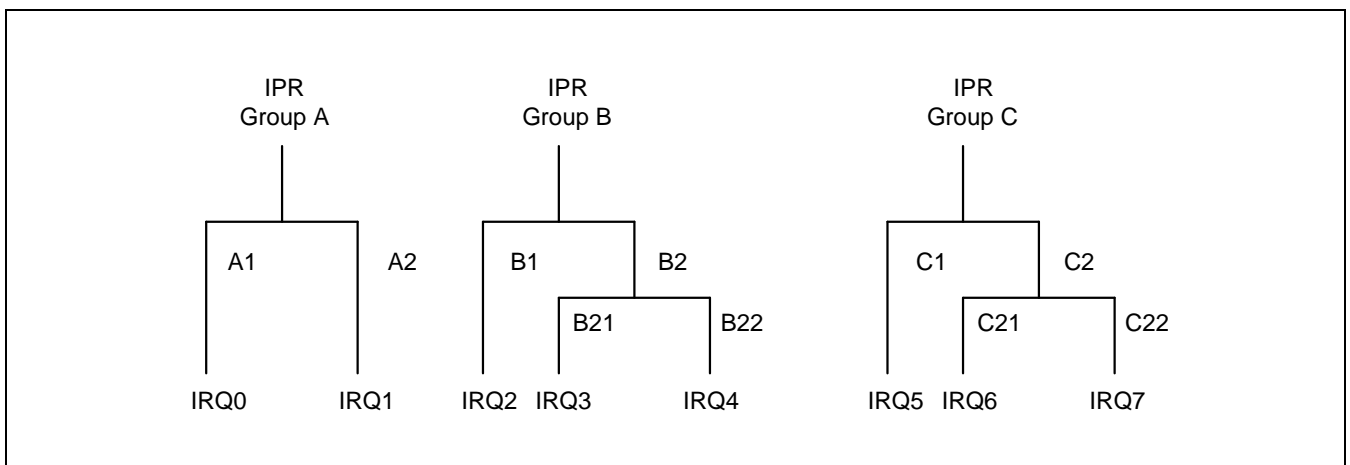 IPR
Group A
IPR
Group B
IPR
Group C
A1
A2
B1
B2
C1
C2
B21
B22
C21
C22
IRQ0
IRQ1
IRQ2
IRQ3
IRQ4
IRQ5
IRQ6
IRQ7